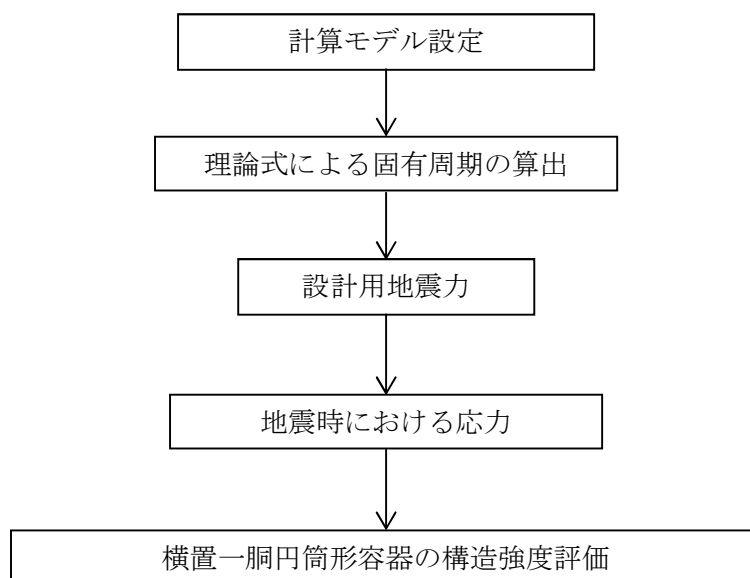 計算モデル設定
理論式による固有周期の算出
設計用地震力
地震時における応力
横置一胴円筒形容器の構造強度評価